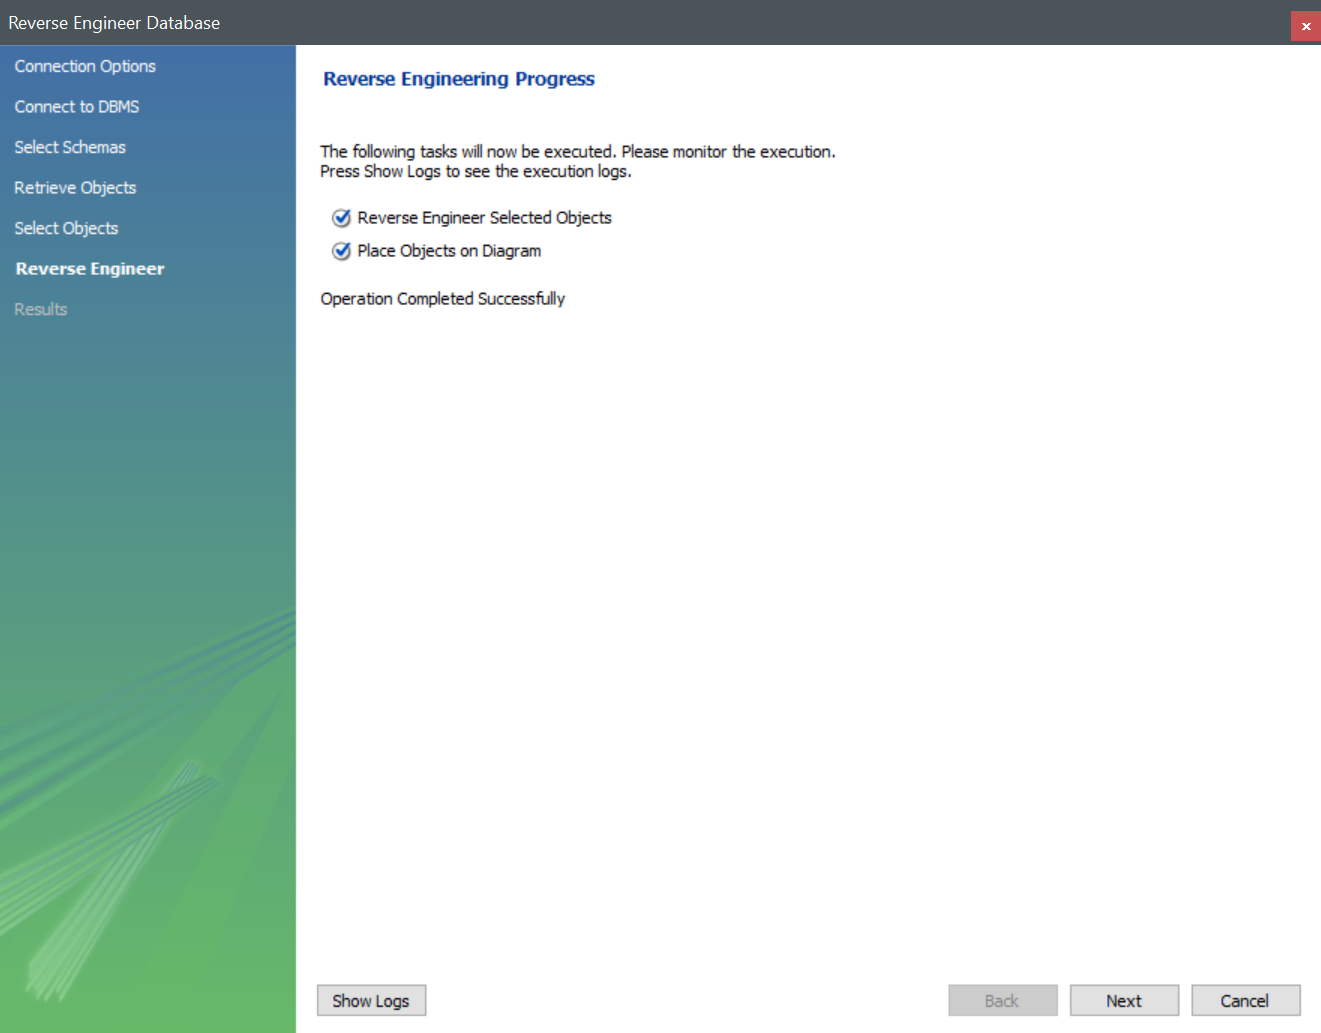 Reverse Engineer Database
Connection Options
Connect to DBMS
Select Schemas
Retrieve Objects
Select Objects
Reverse Engineer
Results
Reverse Engineering Progress
The following tasks will now be executed. Please monitor the execution.
Press Show Logs to see the execution logs.
Reverse Engineer Selected Objects
Place Objects on Diagram
Operation Completed Successfully
Show Logs
Back
Next
Cancel